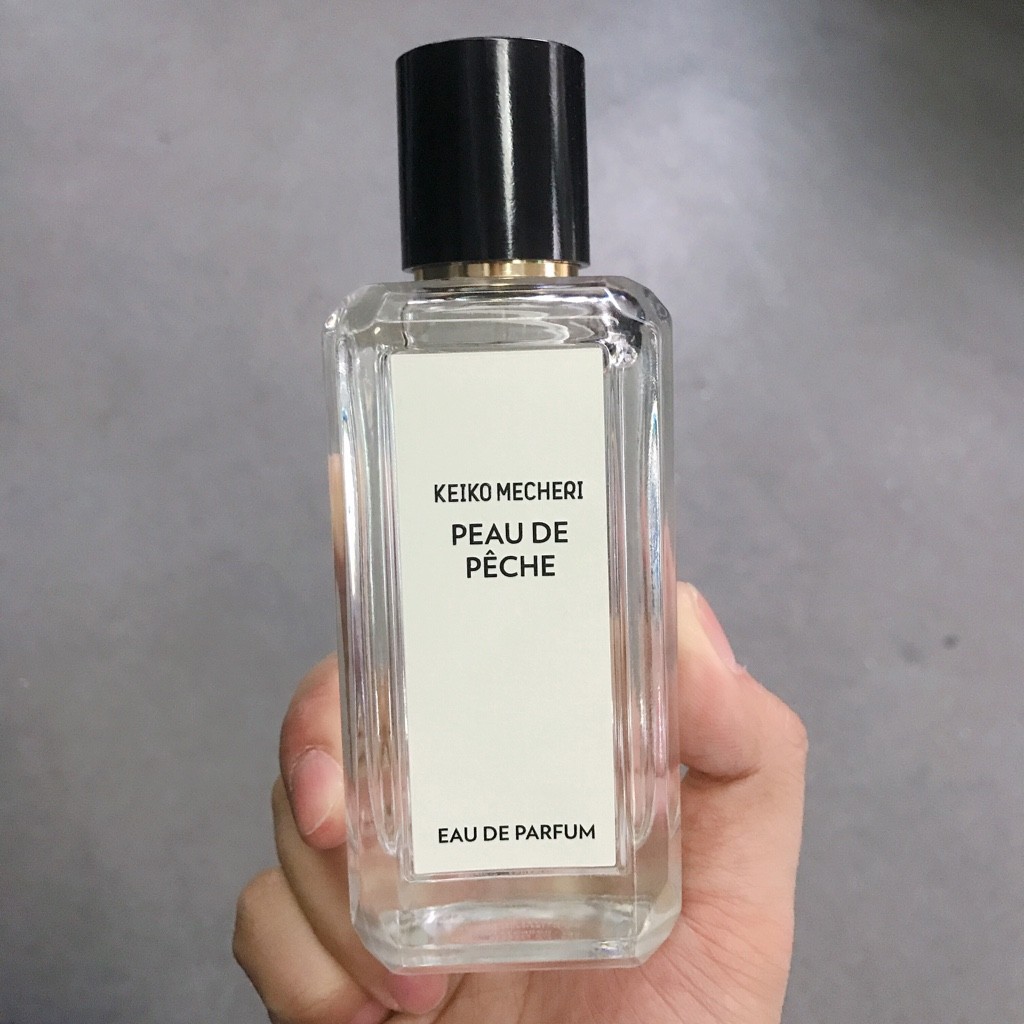 KEIKO MECHERI
PEAU DE
PÊCHE
EAU DE PARFUM